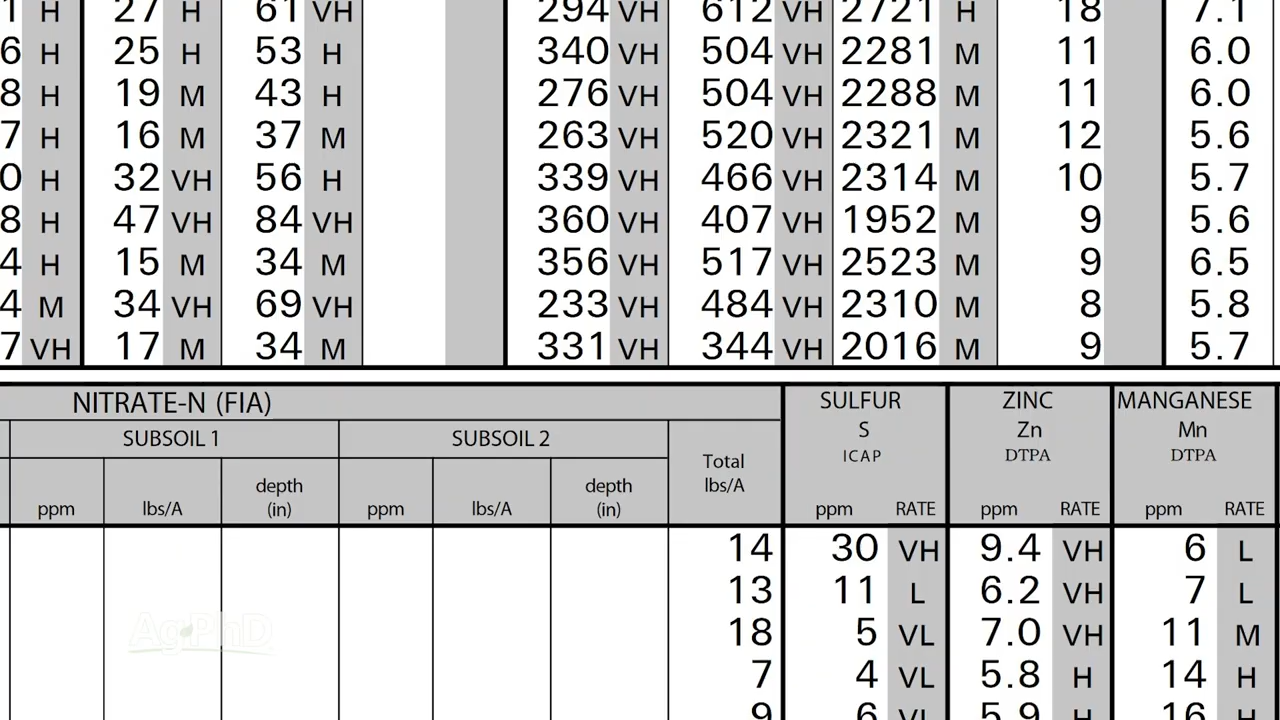 1 H 27 H 61 VH 294 VH 612 VH 2721 H 18 7.1
6 H 25 H 53 H 340 VH 504 VH 2281 M 11 6.0
8 H 19 M 43 H 276 VH 504 VH 2288 M 11 6.0
7 H 16 M 37 M 263 VH 520 VH 2321 M 12 5.6
0 H 32 VH 56 H 339 VH 466 VH 2314 M 10 5.7
8 H 47 VH 84 VH 360 VH 407 VH 1952 M 9 5.6
4 H 15 M 34 M 356 VH 517 VH 2523 M 9 6.5
4 M 34 VH 69 VH 233 VH 484 VH 2310 M 8 5.8
7 VH 17 M 34 M 331 VH 344 VH 2016 M 9 5.7
NITRATE-N (FIA) SULFUR ZINC MANGANESE
SUBSOIL 1 SUBSOIL 2 S Zn Mn
ICAP DTPA DTPA
Total
lbs/A
depth depth
ppm lbs/A (in) ppm lbs/A (in) ppm RATE ppm RATE ppm RATE
14 30 VH 9.4 VH 6 L
13 11 L 6.2 VH 7 L
18 5 VL 7.0 VH 11 M
7 4 VL 5.8 H 14 H
9 6 VL 5.9 H 16 H
AgPhD